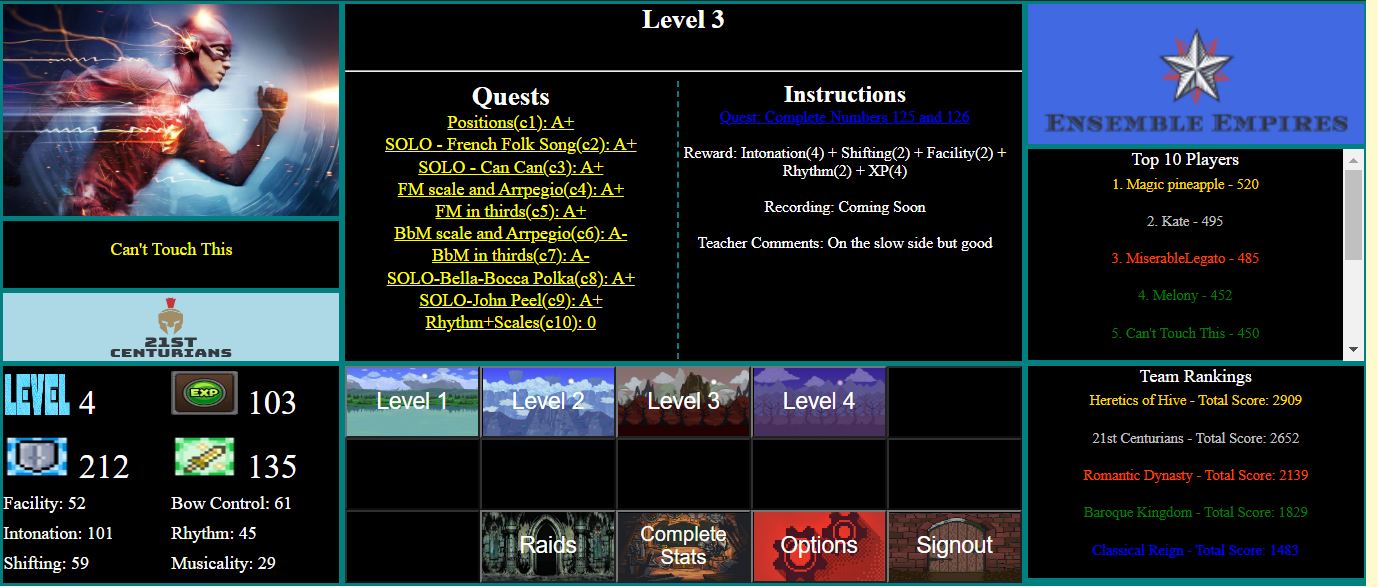 Level 3
Can't Touch This
21ST
CENTURIANS
LEVEL 4
EXP 103
212
135
Facility: 52
Bow Control: 61
Intonation: 101
Rhythm: 45
Shifting: 59
Musicality: 29
Quests
Positions(c1): A+
SOLO - French Folk Song(c2): A+
SOLO - Can Can(c3): A+
FM scale and Arrpegio(c4): A+
FM in thirds(c5): A+
BbM scale and Arrpegio(c6): A-
BbM in thirds(c7): A-
SOLO-Bella-Bocca Polka(c8): A+
SOLO-John Peel(c9): A+
Rhythm+Scales(c10): 0
Instructions
Quest: Complete Numbers 125 and 126
Reward: Intonation(4) + Shifting(2) + Facility(2) +
Rhythm(2) + XP(4)
Recording: Coming Soon
Teacher Comments: On the slow side but good
Level 1
Level 2
Level 3
Level 4
Raids
Complete
Stats
Options
Signout
ENSEMBLE EMPIRES
Top 10 Players
1. Magic pineapple - 520
2. Kate - 495
3. MiserableLegato - 485
4. Melony - 452
5. Can't Touch This - 450
Team Rankings
Heretics of Hive - Total Score: 2909
21st Centurians - Total Score: 2652
Romantic Dynasty - Total Score: 2139
Baroque Kingdom - Total Score: 1829
Classical Reign - Total Score: 1483